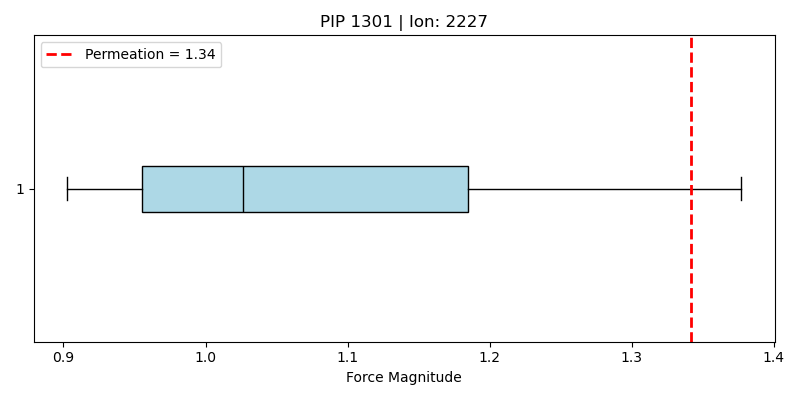 PIP 1301 | Ion: 2227
Permeation = 1.34
1
0.9 1.0 1.1 1.2 1.3 1.4
Force Magnitude